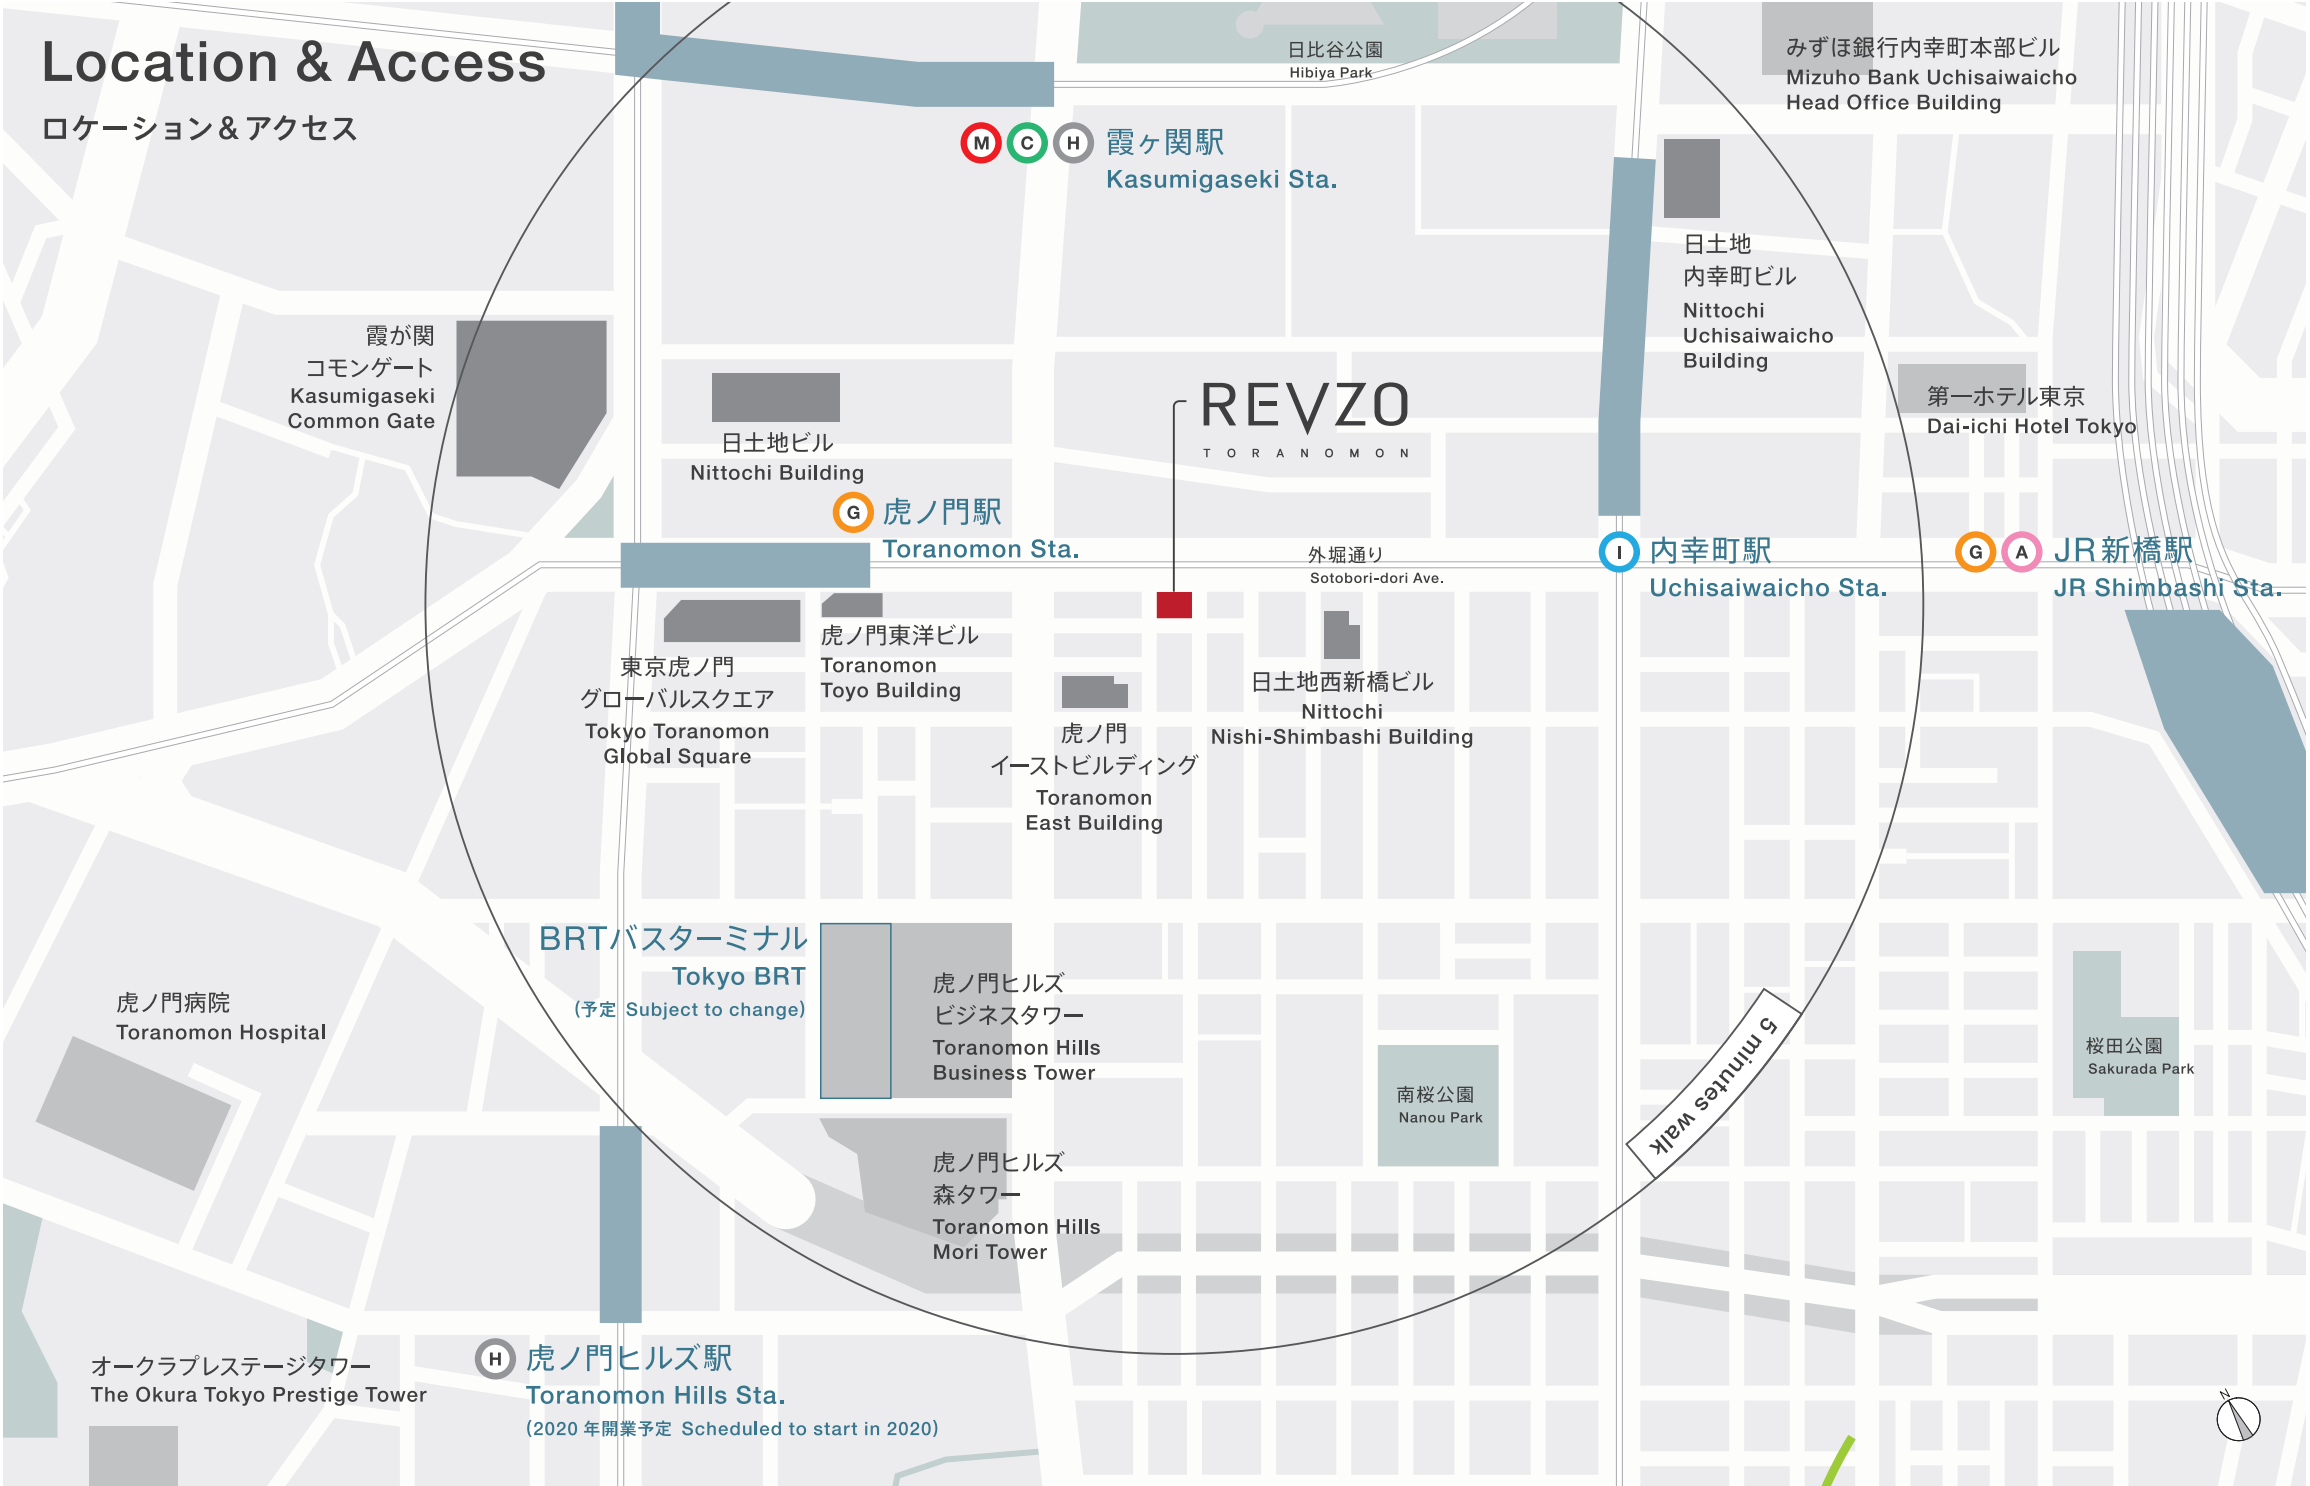 Location & Access
ロケーション&アクセス
日比谷公園
Hibiya Park
みずほ銀行内幸町本部ビル
Mizuho Bank Uchisaiwaicho
Head Office Building
M C H 霞ヶ関駅
Kasumigaseki Sta.
日土地
内幸町ビル
Nittochi
Uchisaiwaicho
Building
霞が関
コモンゲート
Kasumigaseki
Common Gate
日土地ビル
Nittochi Building
REVZO
TORANOMON
第一ホテル東京
Dai-ichi Hotel Tokyo
G 虎ノ門駅
Toranomon Sta.
外堀通り
Sotobori-dori Ave.
I 内幸町駅
Uchisaiwaicho Sta.
G A JR新橋駅
JR Shimbashi Sta.
東京虎ノ門
グローバルスクエア
Tokyo Toranomon
Global Square
虎ノ門東洋ビル
Toranomon
Toyo Building
虎ノ門
イーストビルディング
Toranomon
East Building
日土地西新橋ビル
Nittochi
Nishi-Shimbashi Building
BRTバスターミナル
Tokyo BRT
(予定 Subject to change)
虎ノ門ヒルズ
ビジネスタワー
Toranomon Hills
Business Tower
虎ノ門病院
Toranomon Hospital
南桜公園
Nanou Park
5 minutes walk
桜田公園
Sakurada Park
虎ノ門ヒルズ
森タワー
Toranomon Hills
Mori Tower
オークラプレステージタワー
The Okura Tokyo Prestige Tower
H 虎ノ門ヒルズ駅
Toranomon Hills Sta.
(2020 年開業予定 Scheduled to start in 2020)
N